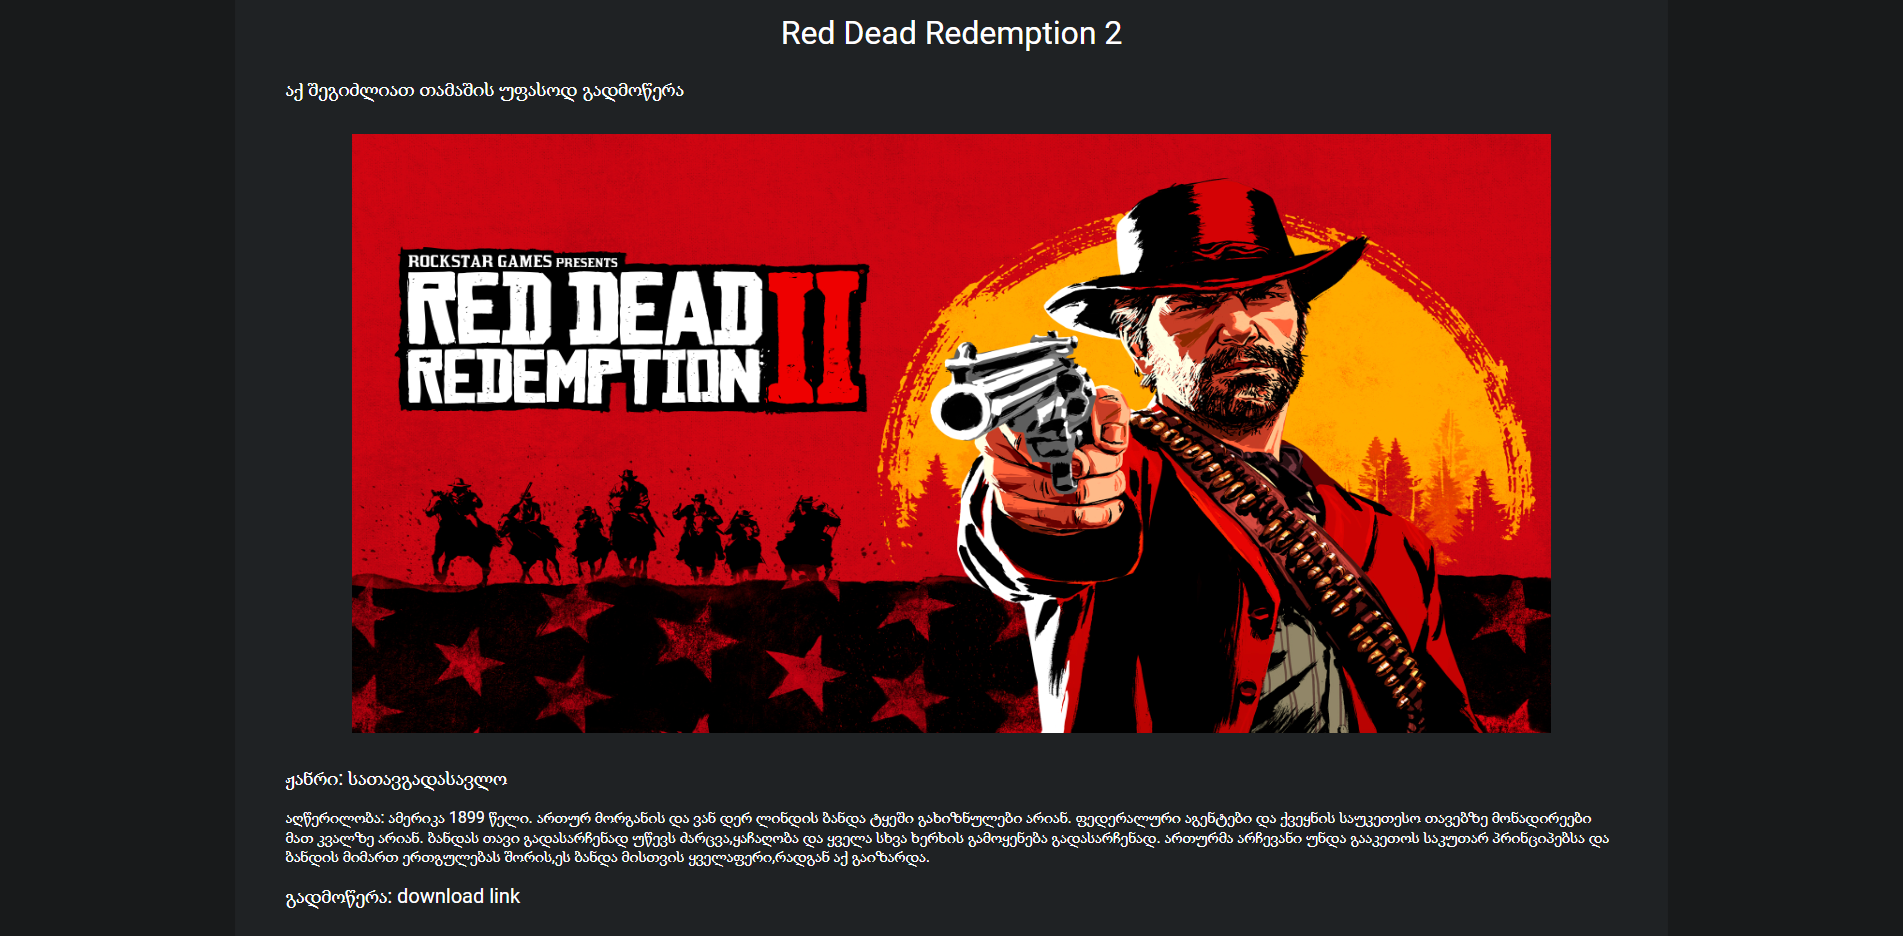 Red Dead Redemption 2
აქ შეგიძლიათ თამაშის უფასოდ გადმოწერა
ROCKSTAR GAMES PRESENTS
RED DEAD
REDEMPTION II
ჟანრი: სათავგადასავლო
აღწერილობა: ამერიკა 1899 წელი. ართურ მორგანის და ვან დერ ლინდის ბანდა ტყეში გახიზნულები არიან. ფედერალური აგენტები და ქვეყნის საუკეთესო თავებზე მონადირეები
მათ კვალზე არიან. ბანდას თავი გადასარჩენად უწევს ძარცვა,ყაჩაღობა და ყველა სხვა ხერხის გამოყენება გადასარჩენად. ართურმა არჩევანი უნდა გააკეთოს საკუთარ პრინციპებსა და
ბანდის მიმართ ერთგულებას შორის,ეს ბანდა მისთვის ყველაფერი,რადგან აქ გაიზარდა.
გადმოწერა: download link